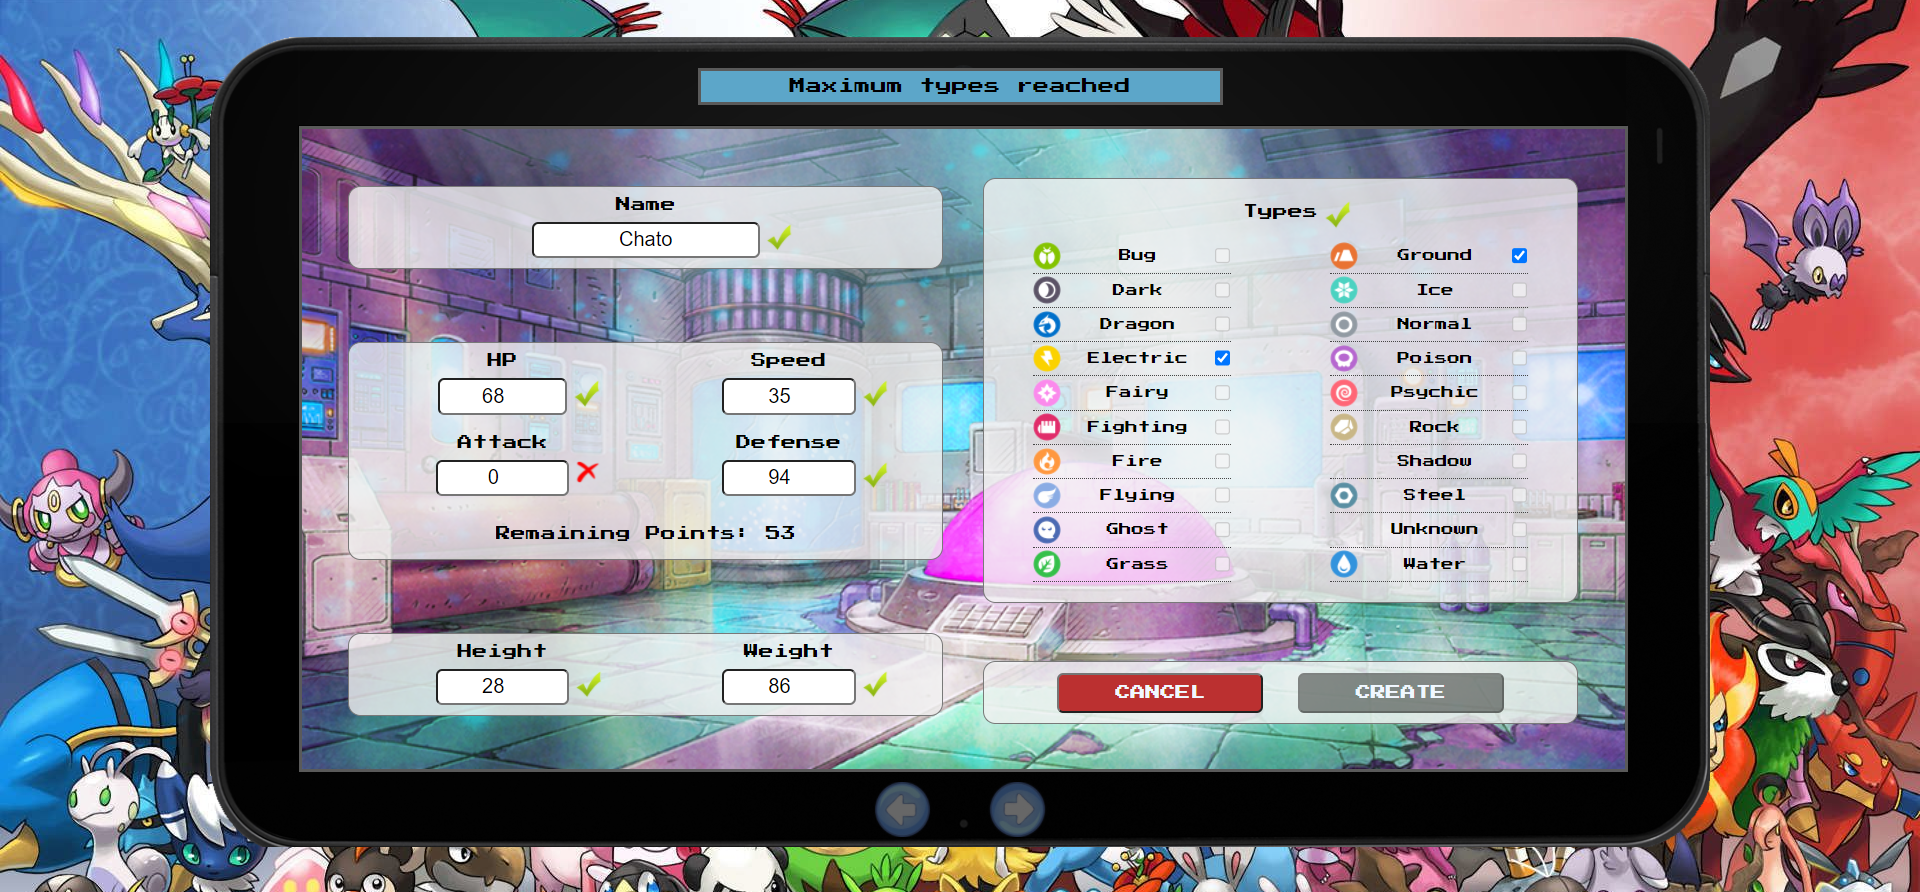 Maximum types reached
Name
Chato
HP
Speed
68
35
Attack
Defense
0
94
Remaining Points: 53
Height
Weight
28
86
Types
Bug
Ground
Dark
Ice
Dragon
Normal
Electric
Poison
Fairy
Psychic
Fighting
Rock
Fire
Shadow
Flying
Steel
Ghost
Unknown
Grass
Water
CANCEL
CREATE